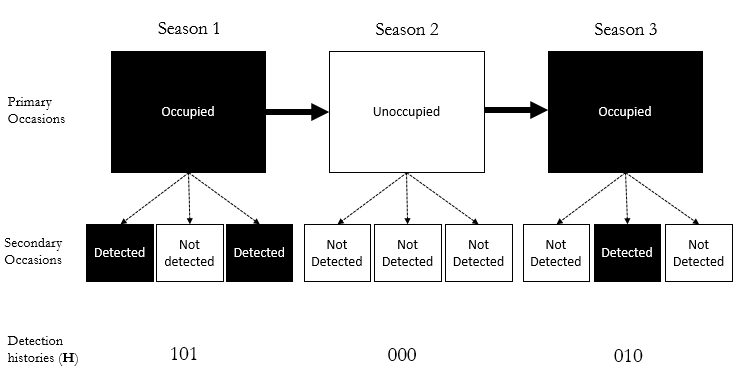 Season 1 Season 2 Season 3
Primary
Occasions
Occupied Unoccupied Occupied
Secondary
Occasions
Detected
Not
detected
Detected
Not
Detected
Not
Detected
Not
Detected
Not
Detected
Detected
Not
Detected
Detection
histories (H)
101 000 010